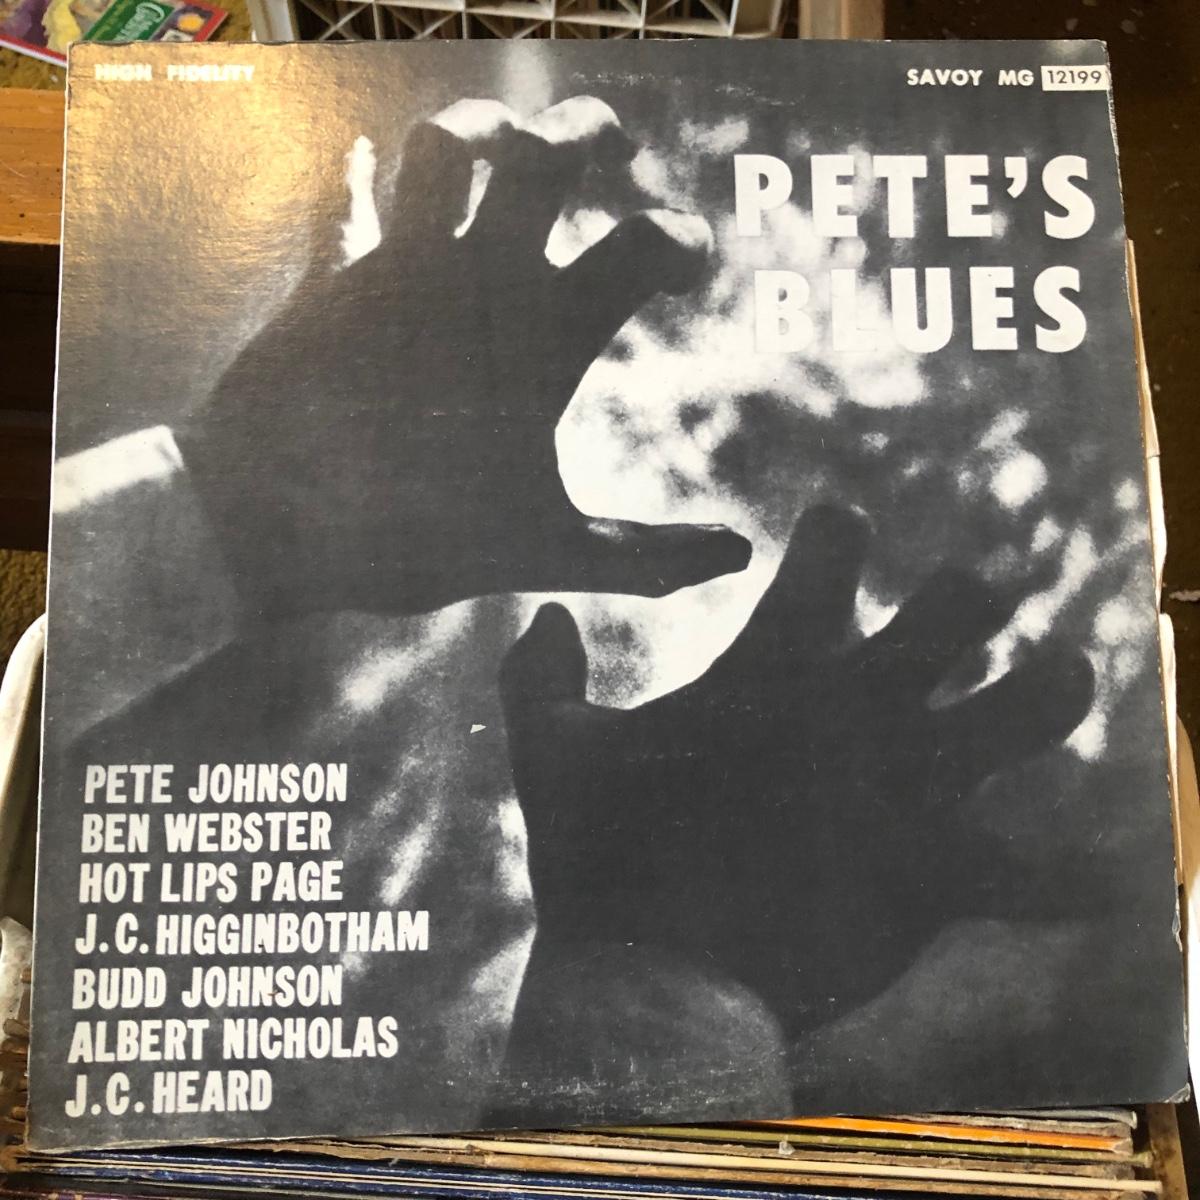 HIGH FIDELITY
SAVOY MG 12199
PETE'S
BLUES
PETE JOHNSON
BEN WEBSTER
HOT LIPS PAGE
J.C. HIGGINBOTHAM
BUDD JOHNSON
ALBERT NICHOLAS
J.C. HEARD